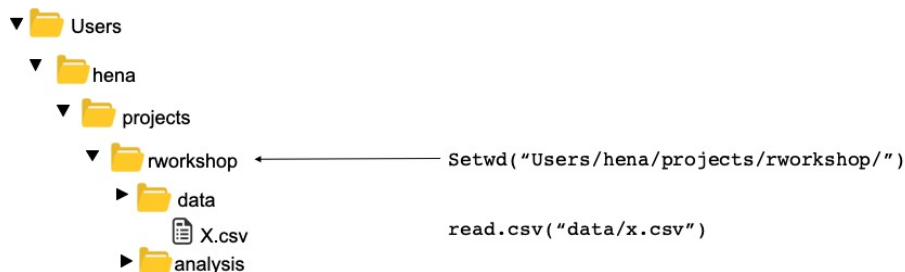 Users
hena
projects
rworkshop
Setwd(“Users/hena/projects/rworkshop/”)
data
X.csv
read.csv(“data/x.csv”)
analysis